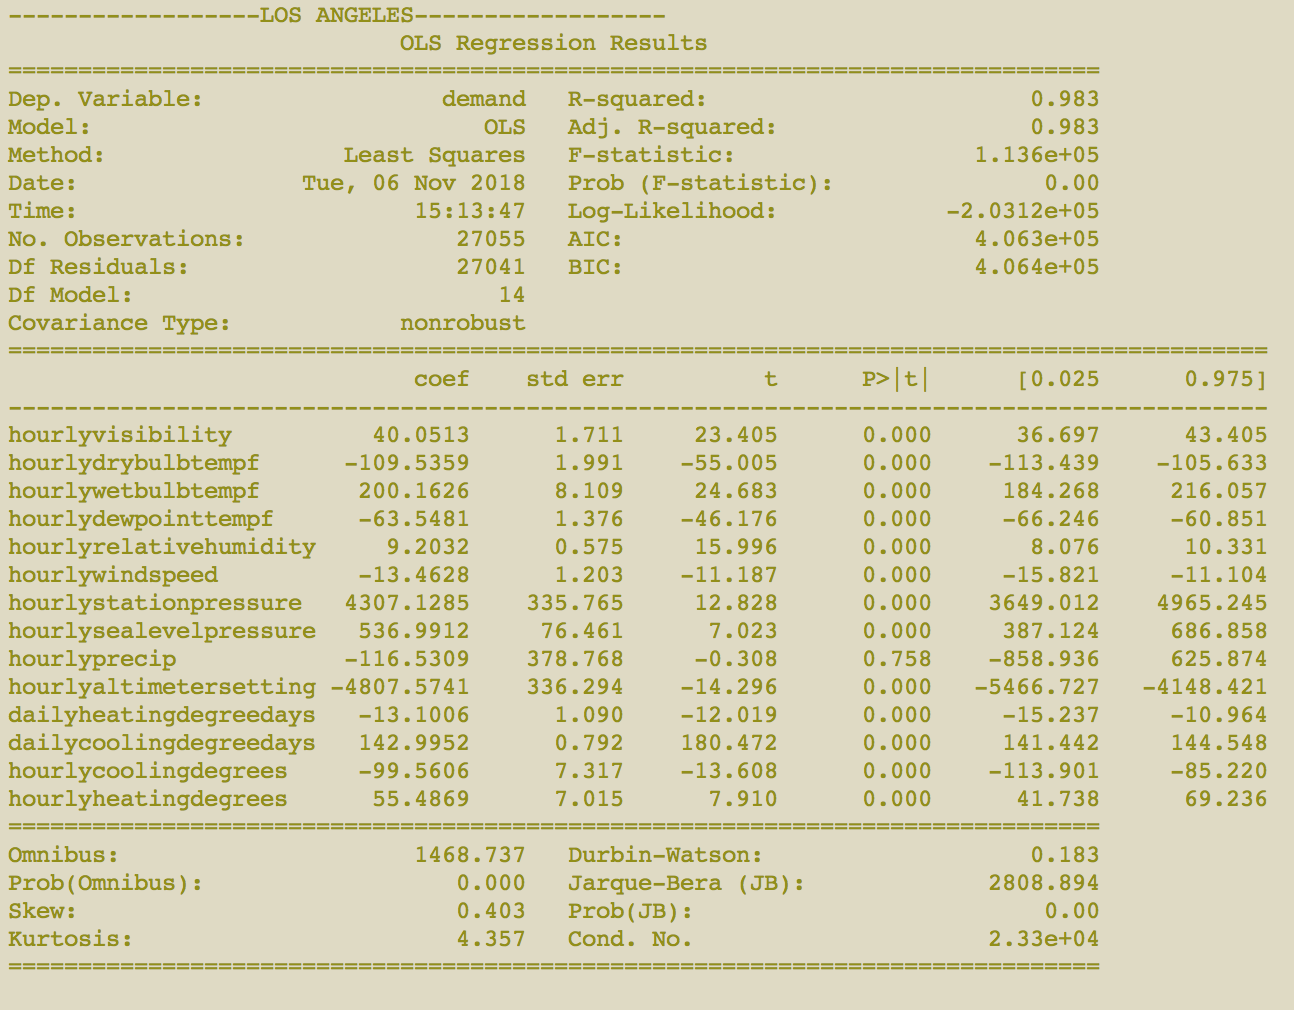 ------------------LOS ANGELES------------------
                            OLS Regression Results
==============================================================================
Dep. Variable:                 demand   R-squared:                       0.983
Model:                            OLS   Adj. R-squared:                  0.983
Method:                 Least Squares   F-statistic:                 1.136e+05
Date:                Tue, 06 Nov 2018   Prob (F-statistic):               0.00
Time:                        15:13:47   Log-Likelihood:            -2.0312e+05
No. Observations:               27055   AIC:                         4.063e+05
Df Residuals:                   27041   BIC:                         4.064e+05
Df Model:                          14
Covariance Type:            nonrobust
==========================================================================================
                             coef    std err          t      P>|t|      [0.025      0.975]
------------------------------------------------------------------------------------------
hourlyvisibility          40.0513      1.711     23.405      0.000      36.697      43.405
hourlydrybulbtempf      -109.5359      1.991    -55.005      0.000    -113.439    -105.633
hourlywetbulbtempf       200.1626      8.109     24.683      0.000     184.268     216.057
hourlydewpointtempf      -63.5481      1.376    -46.176      0.000     -66.246     -60.851
hourlyrelativehumidity     9.2032      0.575     15.996      0.000       8.076      10.331
hourlywindspeed          -13.4628      1.203    -11.187      0.000     -15.821     -11.104
hourlystationpressure   4307.1285    335.765     12.828      0.000    3649.012    4965.245
hourlysealevelpressure   536.9912     76.461      7.023      0.000     387.124     686.858
hourlyprecip            -116.5309    378.768     -0.308      0.758    -858.936     625.874
hourlyaltimetersetting -4807.5741    336.294    -14.296      0.000   -5466.727   -4148.421
dailyheatingdegreedays   -13.1006      1.090    -12.019      0.000     -15.237     -10.964
dailycoolingdegreedays   142.9952      0.792    180.472      0.000     141.442     144.548
hourlycoolingdegrees     -99.5606      7.317    -13.608      0.000    -113.901     -85.220
hourlyheatingdegrees      55.4869      7.015      7.910      0.000      41.738      69.236
==============================================================================
Omnibus:                     1468.737   Durbin-Watson:                   0.183
Prob(Omnibus):                  0.000   Jarque-Bera (JB):             2808.894
Skew:                           0.403   Prob(JB):                         0.00
Kurtosis:                       4.357   Cond. No.                     2.33e+04
==============================================================================